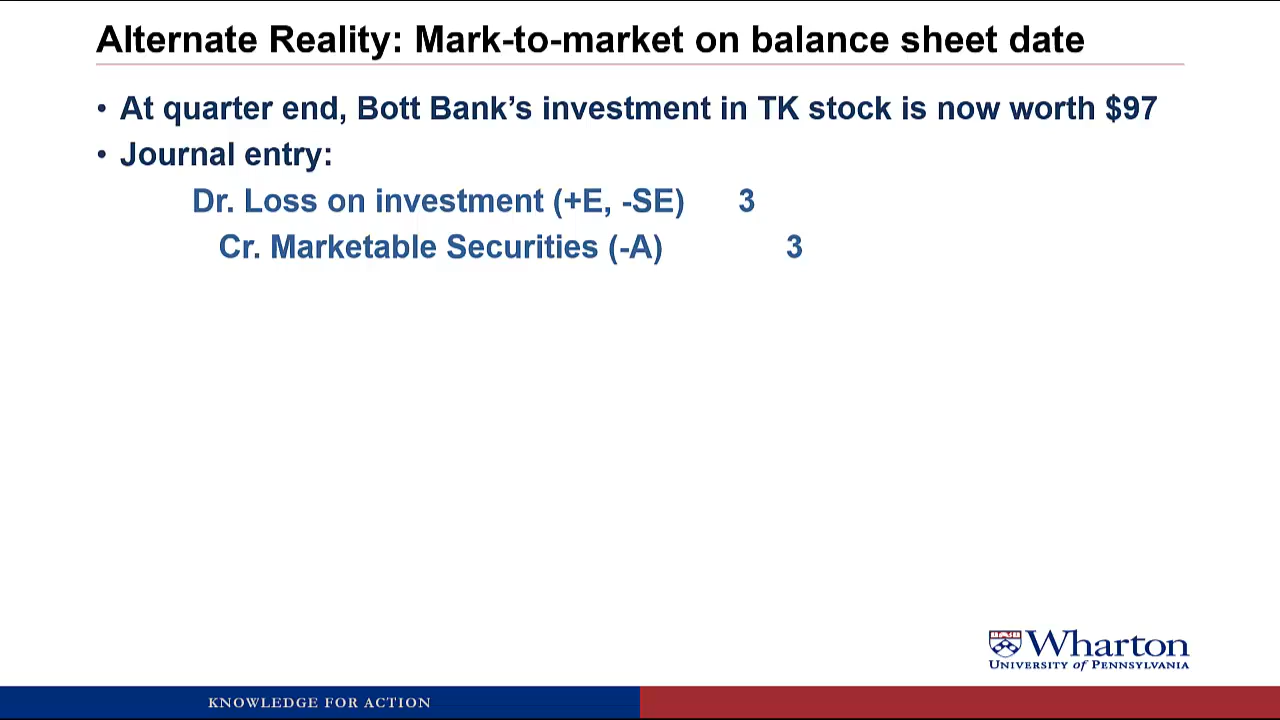 Alternate Reality: Mark-to-market on balance sheet date
• At quarter end, Bott Bank’s investment in TK stock is now worth $97
• Journal entry:
Dr. Loss on investment (+E, -SE) 3
Cr. Marketable Securities (-A) 3
Wharton
UNIVERSITY of PENNSYLVANIA
KNOWLEDGE FOR ACTION